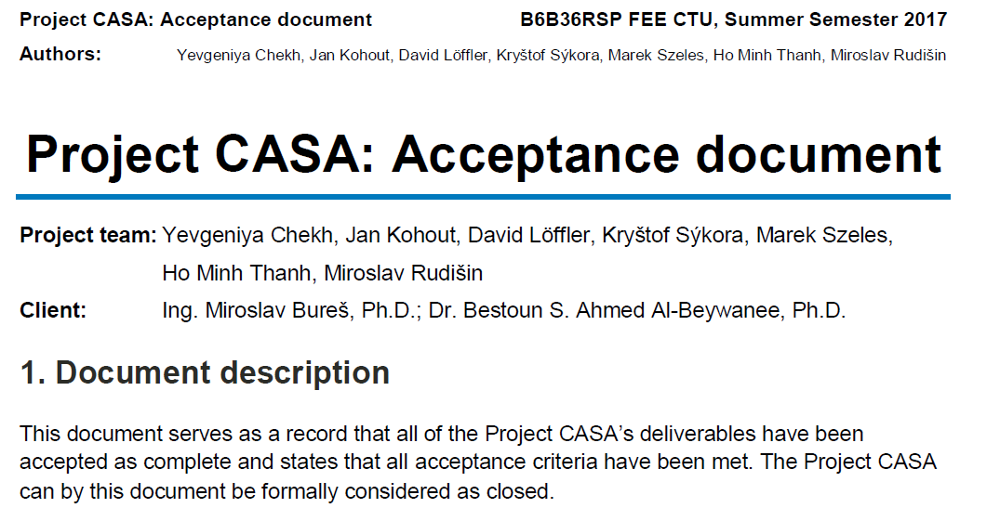 Project CASA: Acceptance document B6B36RSP FEE CTU, Summer Semester 2017
Authors: Yevgeniya Chekh, Jan Kohout, David Löffler, Kryštof Sýkora, Marek Szeles, Ho Minh Thanh, Miroslav Rudišin
Project CASA: Acceptance document
Project team: Yevgeniya Chekh, Jan Kohout, David Löffler, Kryštof Sýkora, Marek Szeles,
Ho Minh Thanh, Miroslav Rudišin
Client: Ing. Miroslav Bureš, Ph.D.; Dr. Bestoun S. Ahmed Al-Beywanee, Ph.D.
1. Document description
This document serves as a record that all of the Project CASA’s deliverables have been
accepted as complete and states that all acceptance criteria have been met. The Project CASA
can by this document be formally considered as closed.